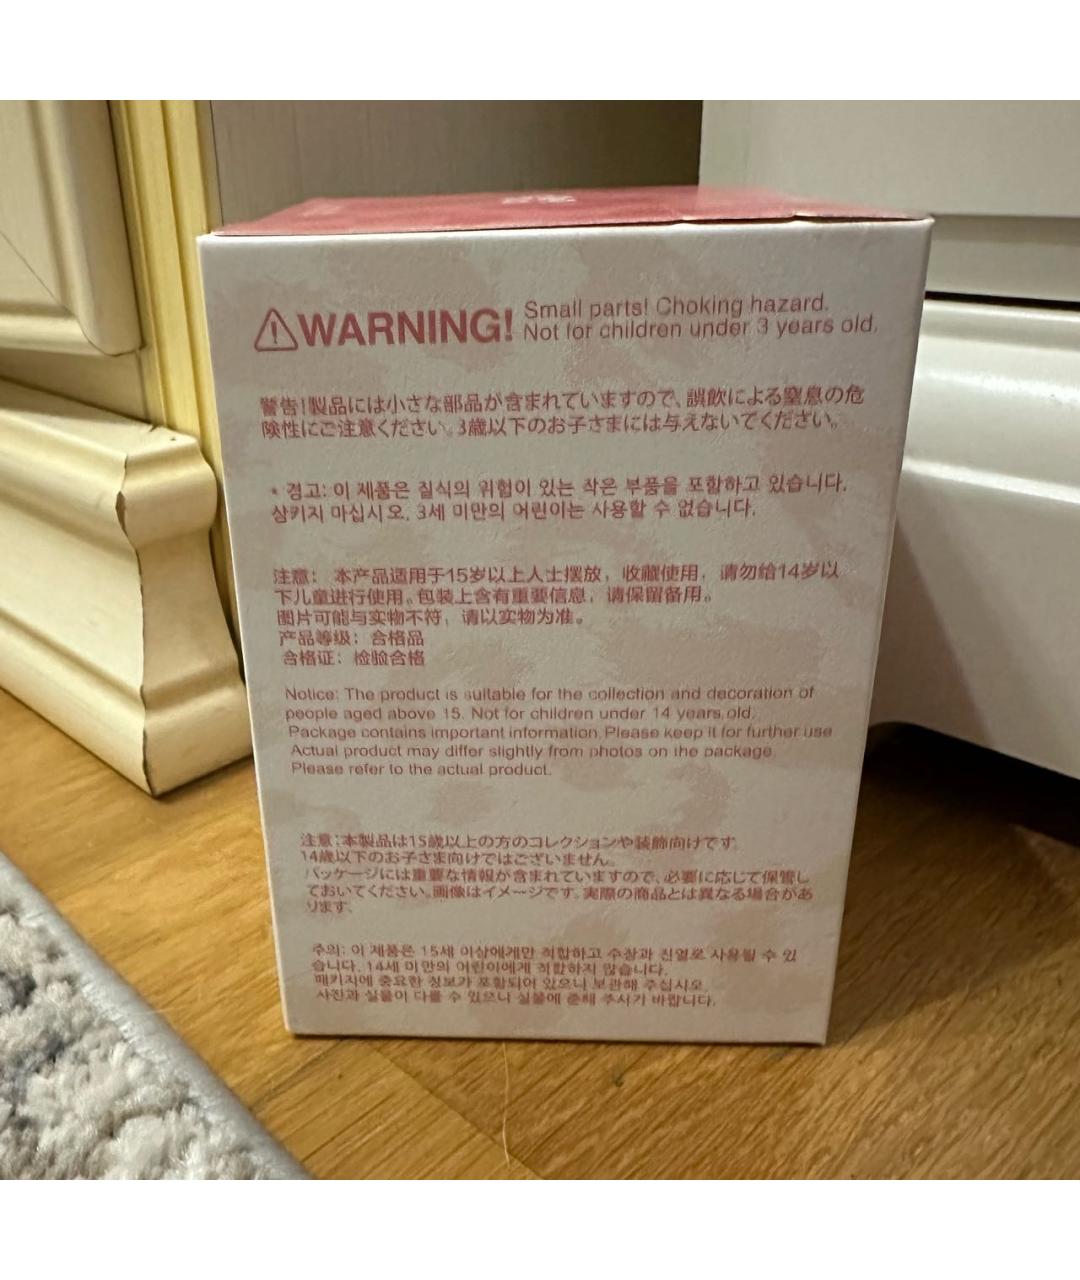 WARNING! Small parts! Choking hazard.
Not for children under 3 years old.
警告!製品には小さな部品が含まれていますので、誤飲による窒息の危
険性にご注意ください。3歳以下のお子さまには与えないでください。
* 경고: 이 제품은 질식의 위험이 있는 작은 부품을 포함하고 있습니다.
삼키지 마십시오. 3세 미만의 어린이는 사용할 수 없습니다.
注意： 本产品适用于15岁以上人士摆放，收藏使用，请勿给14岁以
下儿童进行使用。包装上含有重要信息，请保留备用。
图片可能与实物不符，请以实物为准。
产品等级：合格品
合格证：检验合格
Notice: The product is suitable for the collection and decoration of
people aged above 15. Not for children under 14 years old.
Package contains important information. Please keep it for further use
Actual product may differ slightly from photos on the package.
Please refer to the actual product.
注意:本製品は15歳以上の方のコレクションや装飾向けです
14歳以下のお子さま向けではございません。
パッケージには重要な情報が含まれていますので、必要に応じて保管し
ておいてください。画像はイメージです。実際の商品とは異なる場合があ
ります。
주의: 이 제품은 15세 이상에게만 적합하고 수장과 진열로 사용될 수 있
습니다. 14세 미만의 어린이에게 적합하지 않습니다.
패키지에 중요한 정보가 포함되어 있으니 보관해 주십시오.
사진과 실물이 다를 수 있으니 실물에 준해 주시기 바랍니다.